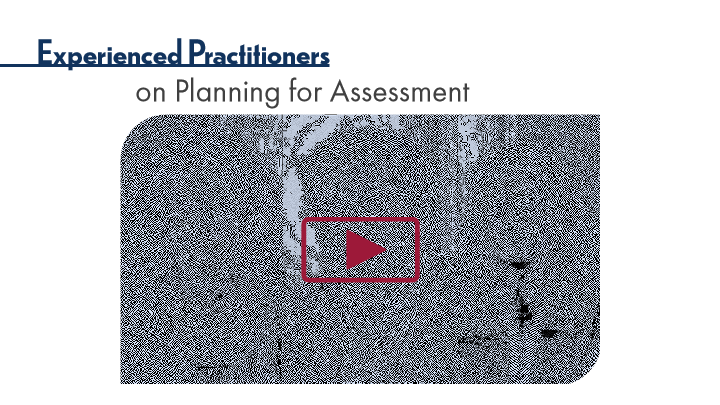 Experienced Practitioners
on Planning for Assessment